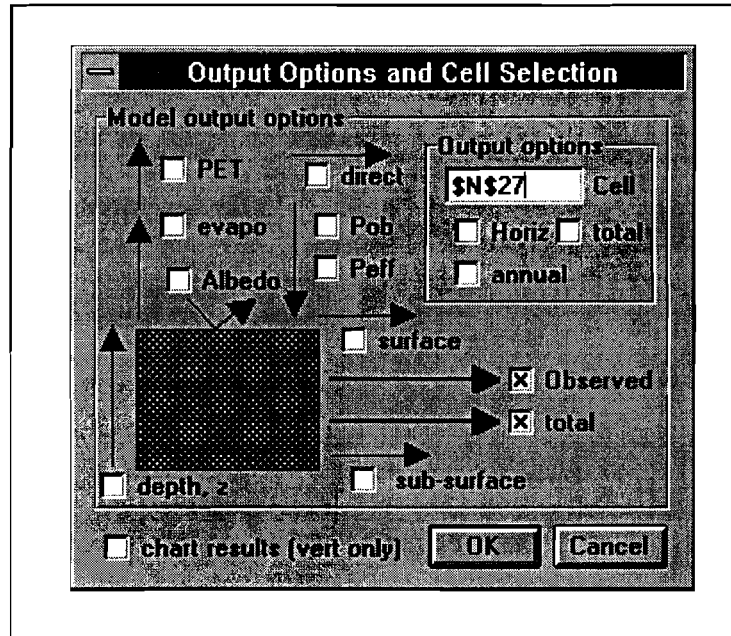 Output Options and Cell Selection
Model output options
PET
direct
Output options
$N$27
Cell
evapo
Pob
Horiz
total
Albedo
Peff
annual
surface
Observed
total
depth, z
sub-surface
chart results (vert only)
OK
Cancel